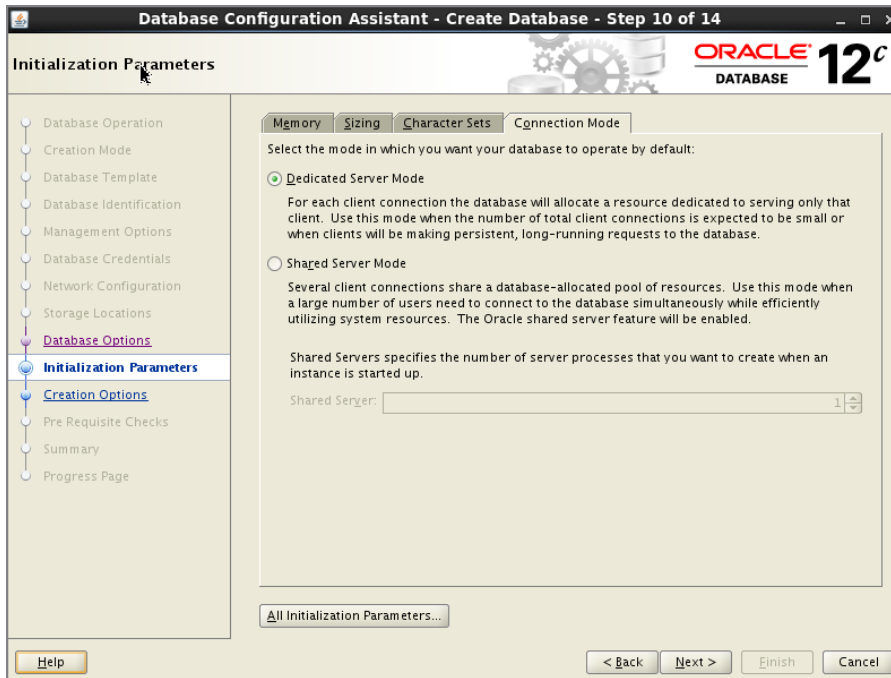 Database Configuration Assistant - Create Database - Step 10 of 14
Initialization Parameters
ORACLE
DATABASE
12c
Database Operation
Creation Mode
Database Template
Database Identification
Management Options
Database Credentials
Network Configuration
Storage Locations
Database Options
Initialization Parameters
Creation Options
Pre Requisite Checks
Summary
Progress Page
Memory Sizing Character Sets Connection Mode
Select the mode in which you want your database to operate by default:
Dedicated Server Mode
For each client connection the database will allocate a resource dedicated to serving only that
client. Use this mode when the number of total client connections is expected to be small or
when clients will be making persistent, long-running requests to the database.
Shared Server Mode
Several client connections share a database-allocated pool of resources. Use this mode when
a large number of users need to connect to the database simultaneously while efficiently
utilizing system resources. The Oracle shared server feature will be enabled.
Shared Servers specifies the number of server processes that you want to create when an
instance is started up.
Shared Server: 1
All Initialization Parameters...
Help < Back Next > Finish Cancel